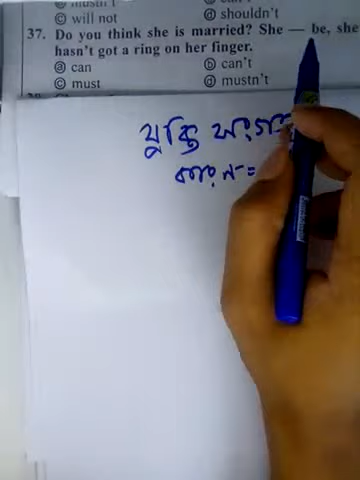 ⓒ will not ⓓ shouldn't
37. Do you think she is married? She — be, she
hasn't got a ring on her finger.
ⓐ can ⓑ can't
ⓒ must ⓓ mustn't
যুক্তি
কারণ=